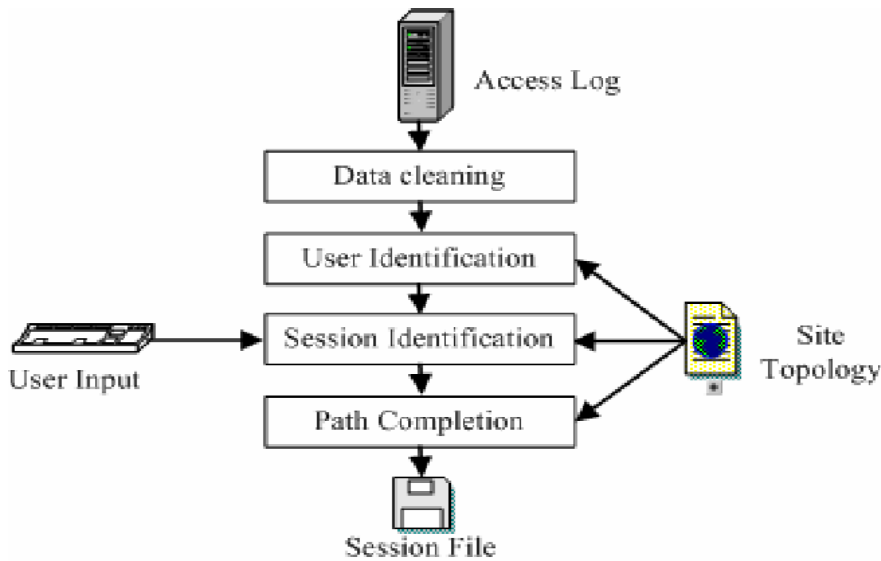 Access Log
Data cleaning
User Identification
Session Identification
User Input
Site
Topology
Path Completion
Session File